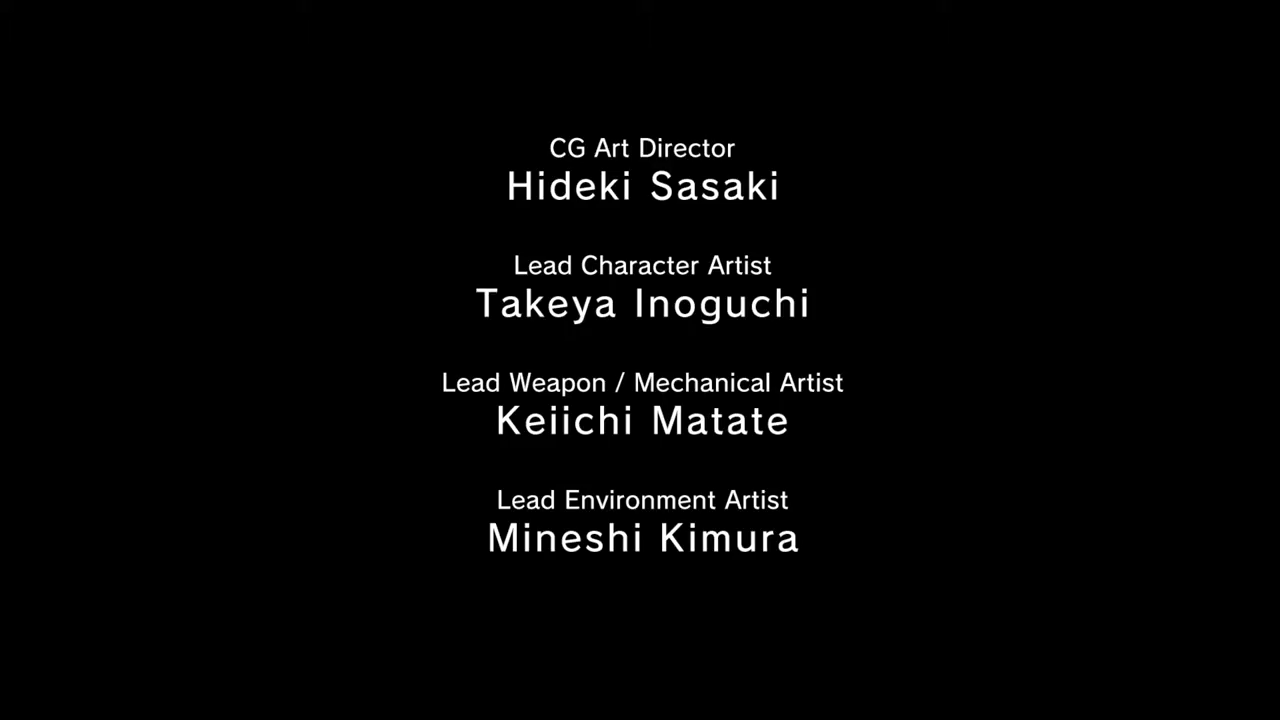 CG Art Director
Hideki Sasaki
Lead Character Artist
Takeya Inoguchi
Lead Weapon / Mechanical Artist
Keiichi Matate
Lead Environment Artist
Mineshi Kimura